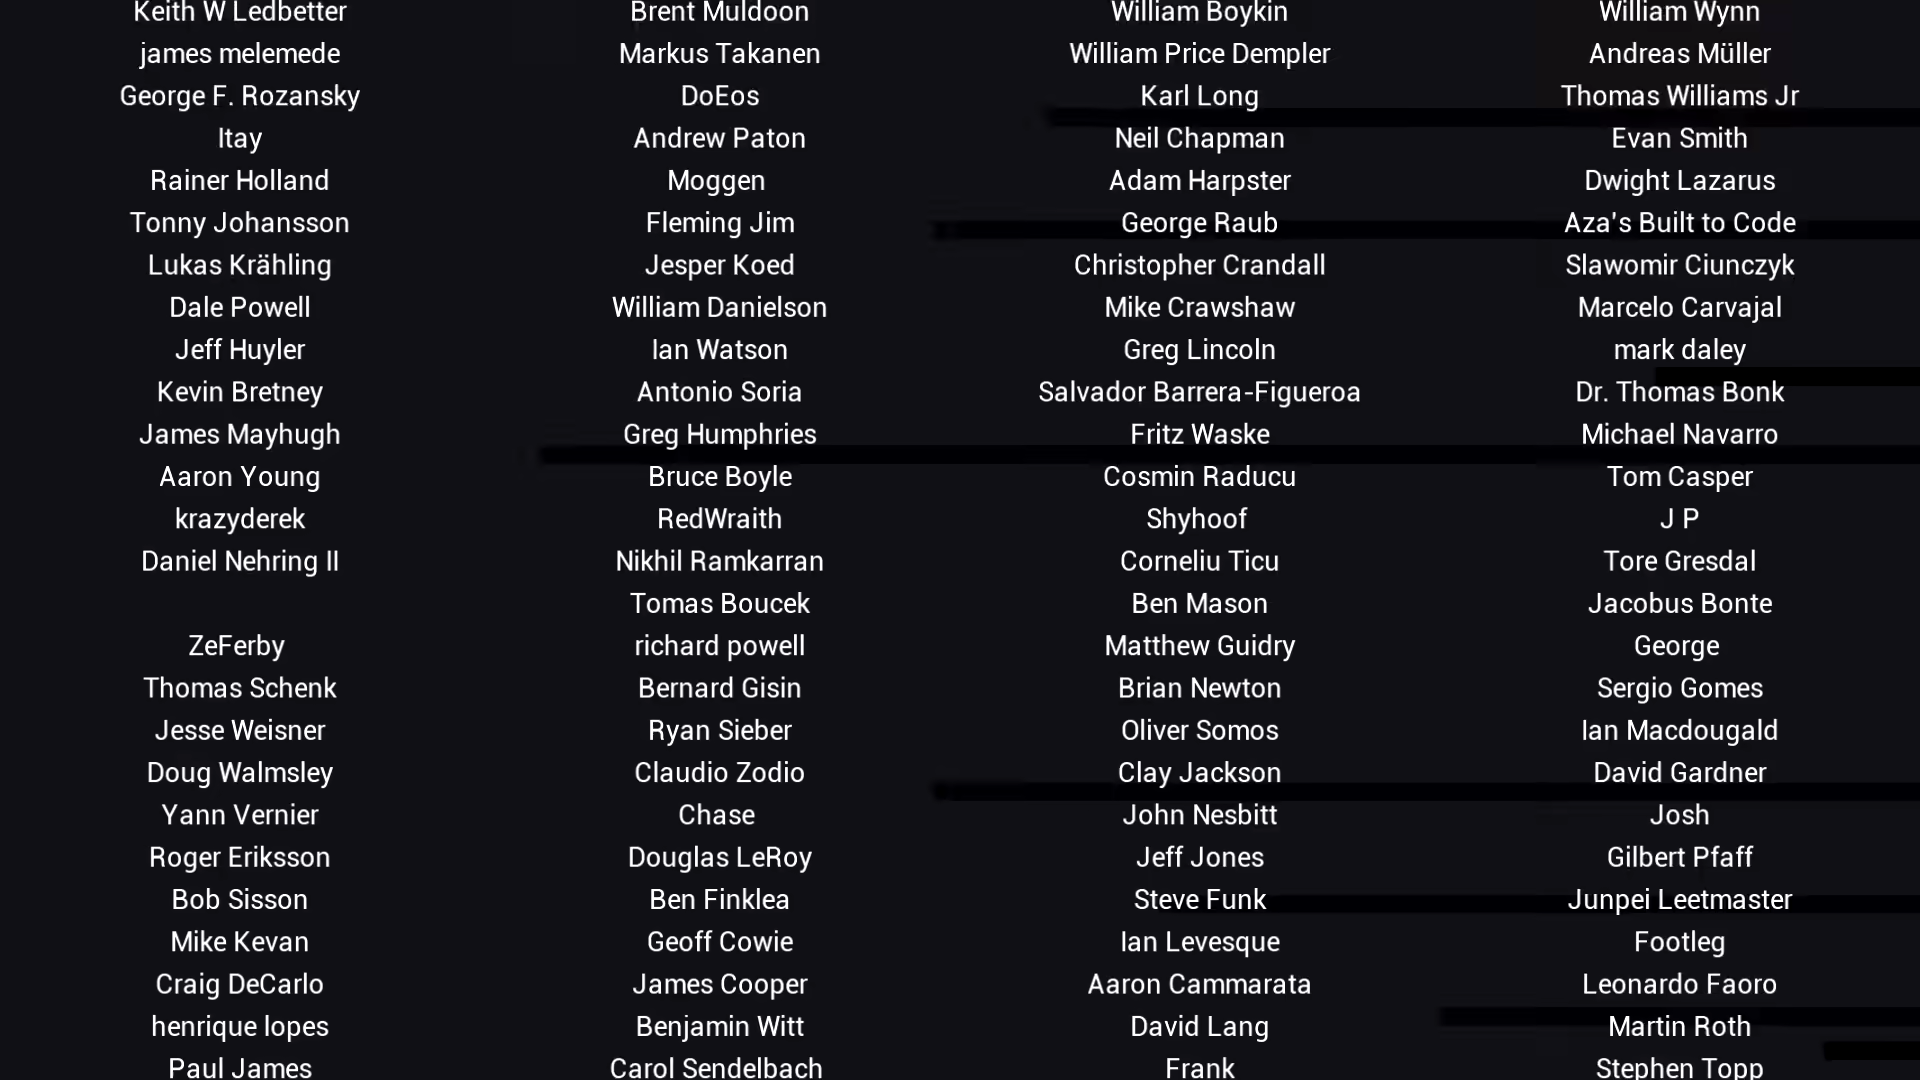 Keith W Ledbetter
james melemede
George F. Rozansky
Itay
Rainer Holland
Tonny Johansson
Lukas Krähling
Dale Powell
Jeff Huyler
Kevin Bretney
James Mayhugh
Aaron Young
krazyderek
Daniel Nehring II
ZeFerby
Thomas Schenk
Jesse Weisner
Doug Walmsley
Yann Vernier
Roger Eriksson
Bob Sisson
Mike Kevan
Craig DeCarlo
henrique lopes
Paul James
Brent Muldoon
Markus Takanen
DoEos
Andrew Paton
Moggen
Fleming Jim
Jesper Koed
William Danielson
Ian Watson
Antonio Soria
Greg Humphries
Bruce Boyle
RedWraith
Nikhil Ramkarran
Tomas Boucek
richard powell
Bernard Gisin
Ryan Sieber
Claudio Zodio
Chase
Douglas LeRoy
Ben Finklea
Geoff Cowie
James Cooper
Benjamin Witt
Carol Sendelbach
William Boykin
William Price Dempler
Karl Long
Neil Chapman
Adam Harpster
George Raub
Christopher Crandall
Mike Crawshaw
Greg Lincoln
Salvador Barrera-Figueroa
Fritz Waske
Cosmin Raducu
Shyhoof
Corneliu Ticu
Ben Mason
Matthew Guidry
Brian Newton
Oliver Somos
Clay Jackson
John Nesbitt
Jeff Jones
Steve Funk
Ian Levesque
Aaron Cammarata
David Lang
Frank
William Wynn
Andreas Müller
Thomas Williams Jr
Evan Smith
Dwight Lazarus
Aza's Built to Code
Slawomir Ciunczyk
Marcelo Carvajal
mark daley
Dr. Thomas Bonk
Michael Navarro
Tom Casper
J P
Tore Gresdal
Jacobus Bonte
George
Sergio Gomes
Ian Macdougald
David Gardner
Josh
Gilbert Pfaff
Junpei Leetmaster
Footleg
Leonardo Faoro
Martin Roth
Stephen Topp